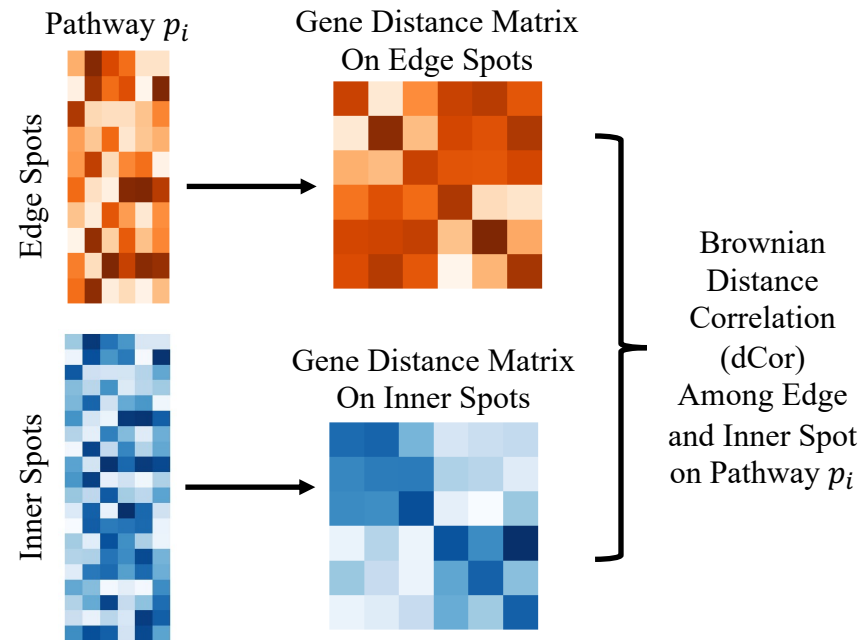 Pathway p_i
Edge Spots
Gene Distance Matrix
On Edge Spots
Inner Spots
Gene Distance Matrix
On Inner Spots
Brownian
Distance
Correlation
(dCor)
Among Edge
and Inner Spot
on Pathway p_i